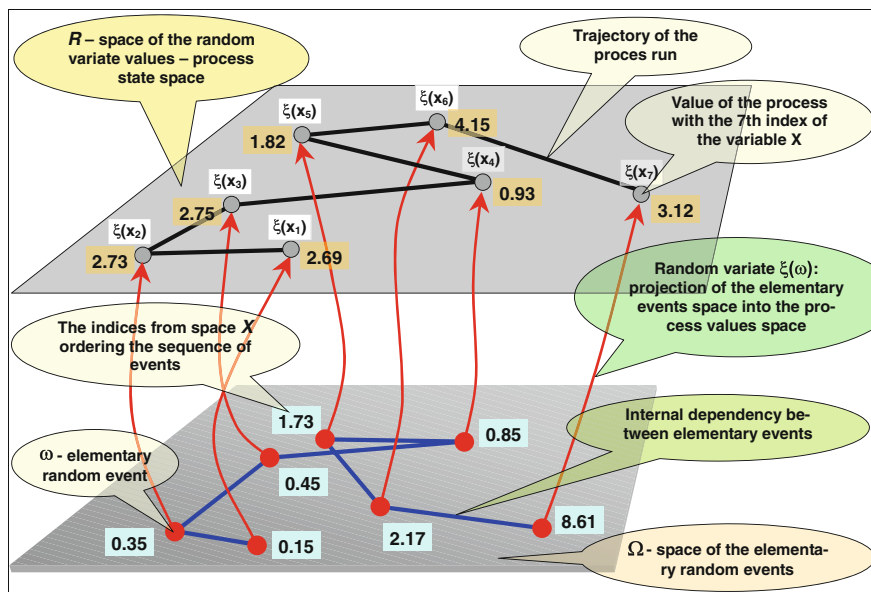 R – space of the random
variate values – process
state space
Trajectory of the
proces run
Value of the process
with the 7th index of
the variable X
ξ(x₅)
1.82
ξ(x₆)
4.15
ξ(x₄)
0.93
ξ(x₇)
3.12
ξ(x₃)
2.75
ξ(x₂)
2.73
ξ(x₁)
2.69
Random variate ξ(ω):
projection of the elementary
events space into the pro-
cess values space
The indices from space X
ordering the sequence of
events
Internal dependency be-
tween elementary events
ω - elementary
random event
1.73
0.85
0.45
0.35
0.15
2.17
8.61
Ω - space of the elementa-
ry random events